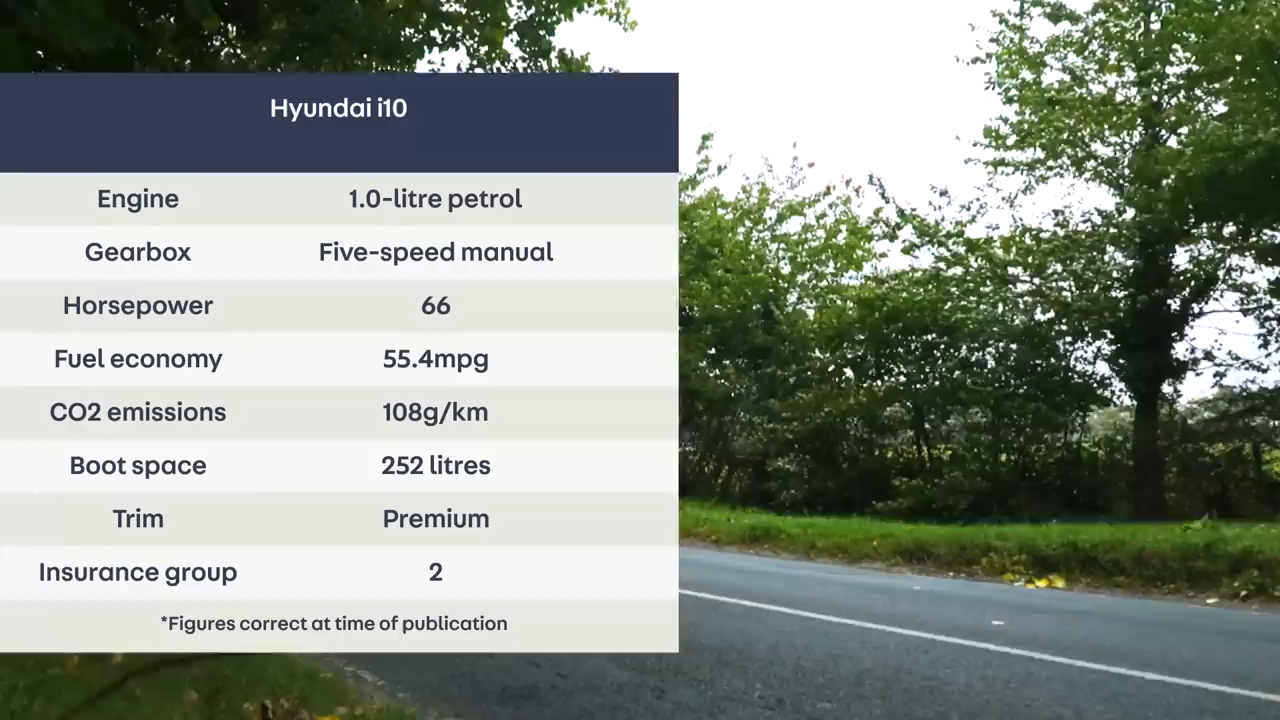 Hyundai i10
Engine 1.0-litre petrol
Gearbox Five-speed manual
Horsepower 66
Fuel economy 55.4mpg
CO2 emissions 108g/km
Boot space 252 litres
Trim Premium
Insurance group 2
*Figures correct at time of publication